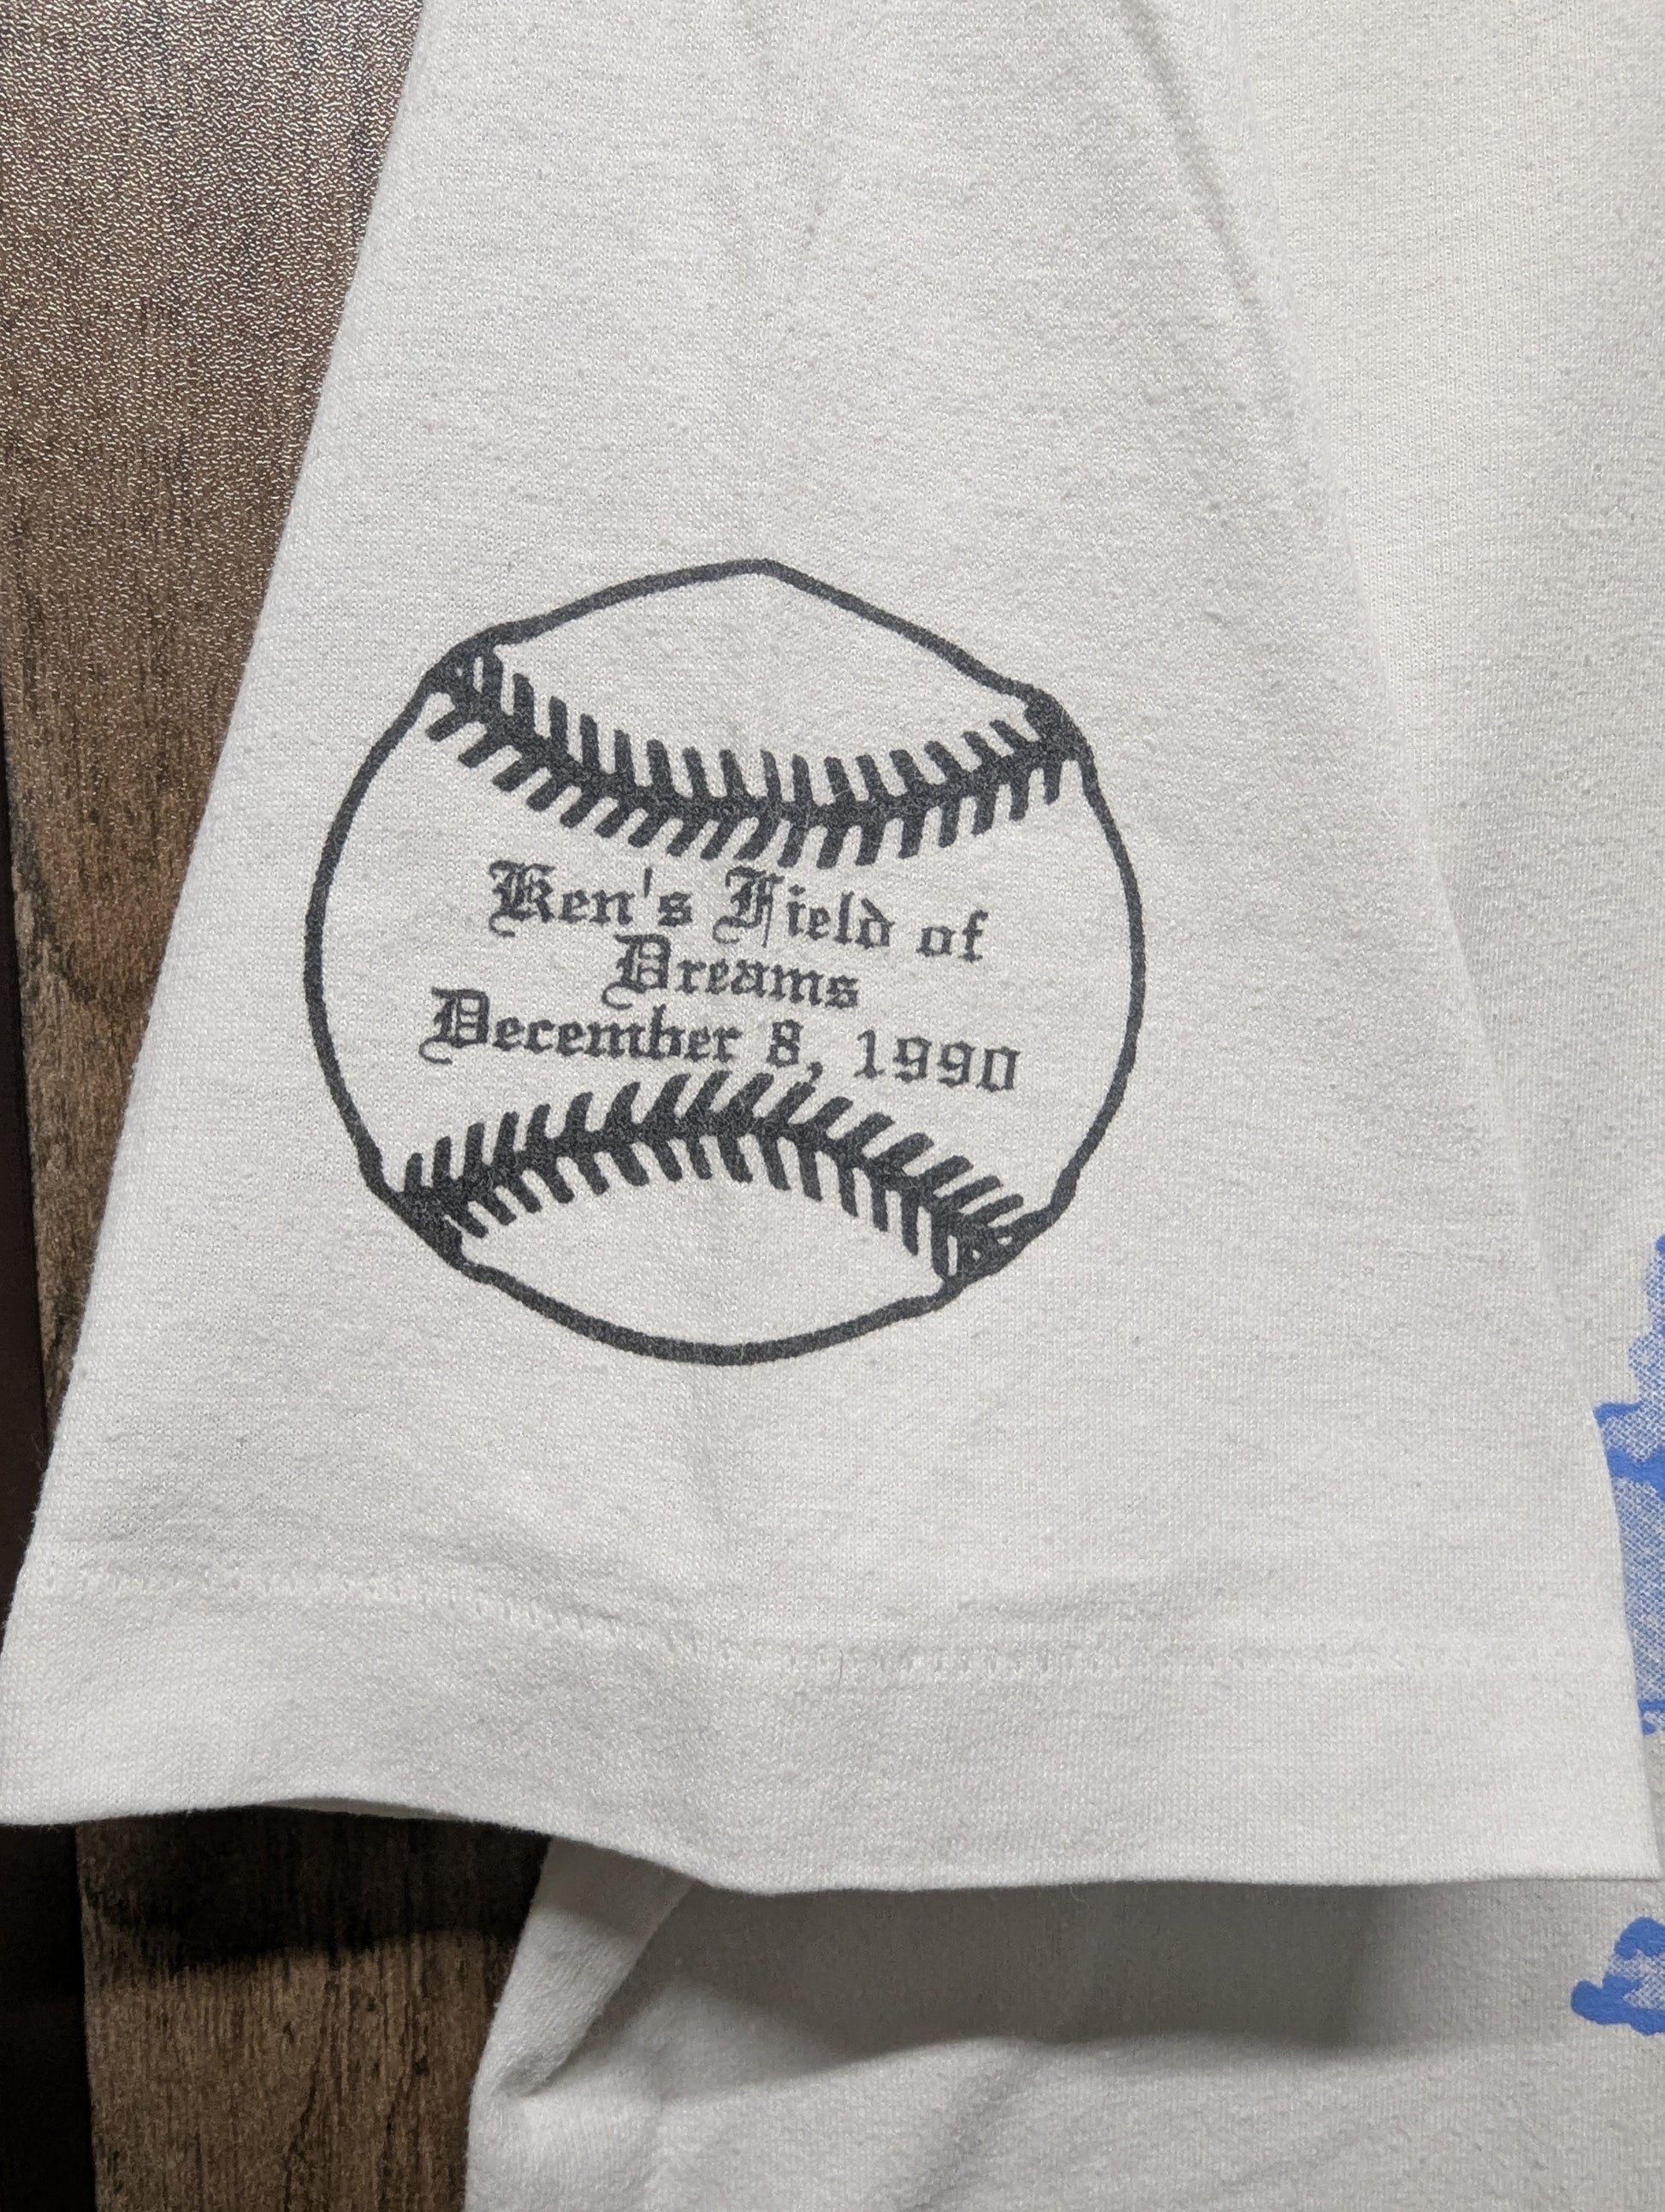 Ken's Field of
Dreams
December 8, 1990